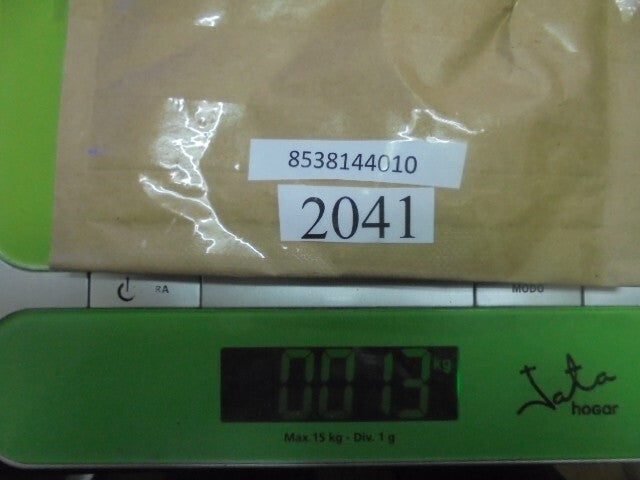 8538144010
2041
RA
MODO
0013 kg
Jata
hogar
Max 15 kg - Div. 1 g